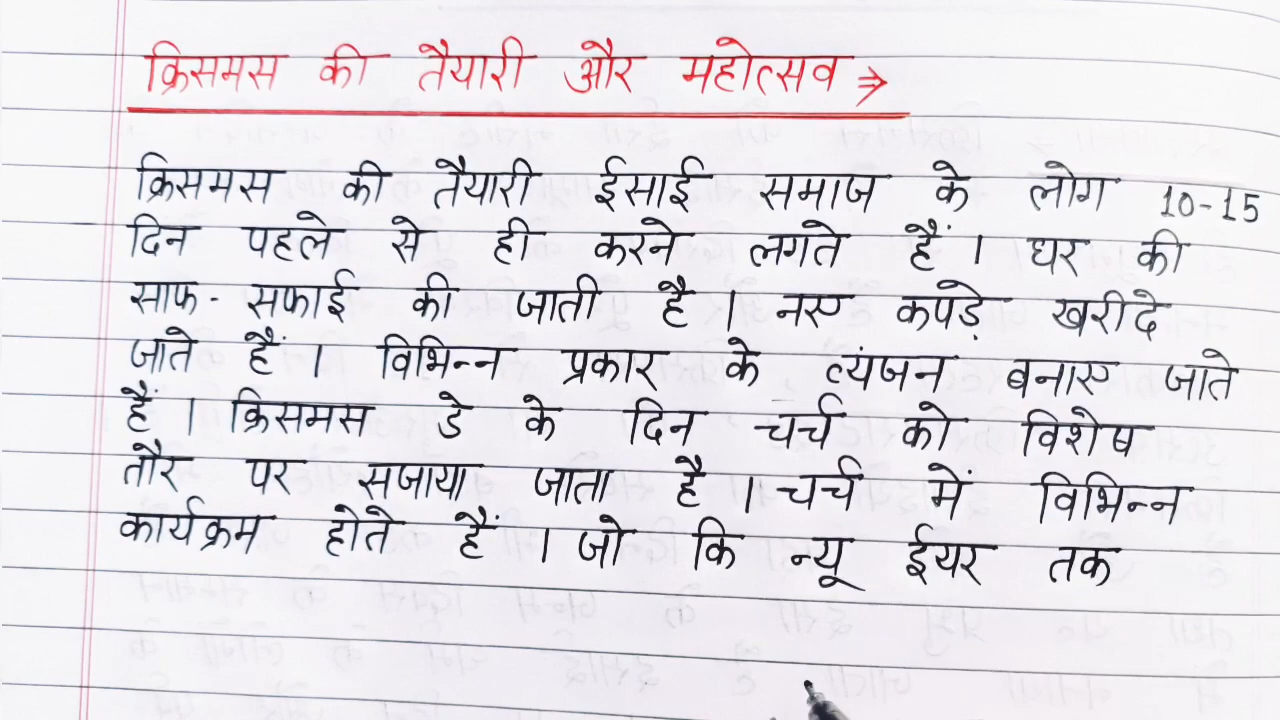 क्रिसमस की तैयारी और महोत्सव ⇒
क्रिसमस की तैयारी ईसाई समाज के लोग 10-15
दिन पहले से ही करने लगते हैं । घर की
साफ - सफाई की जाती है । नए कपड़े खरीदे
जाते हैं । विभिन्न प्रकार के व्यंजन बनाए जाते
हैं । क्रिसमस डे के दिन चर्च को विशेष
तौर पर सजाया जाता है । चर्च में विभिन्न
कार्यक्रम होते हैं । जो कि न्यू ईयर तक